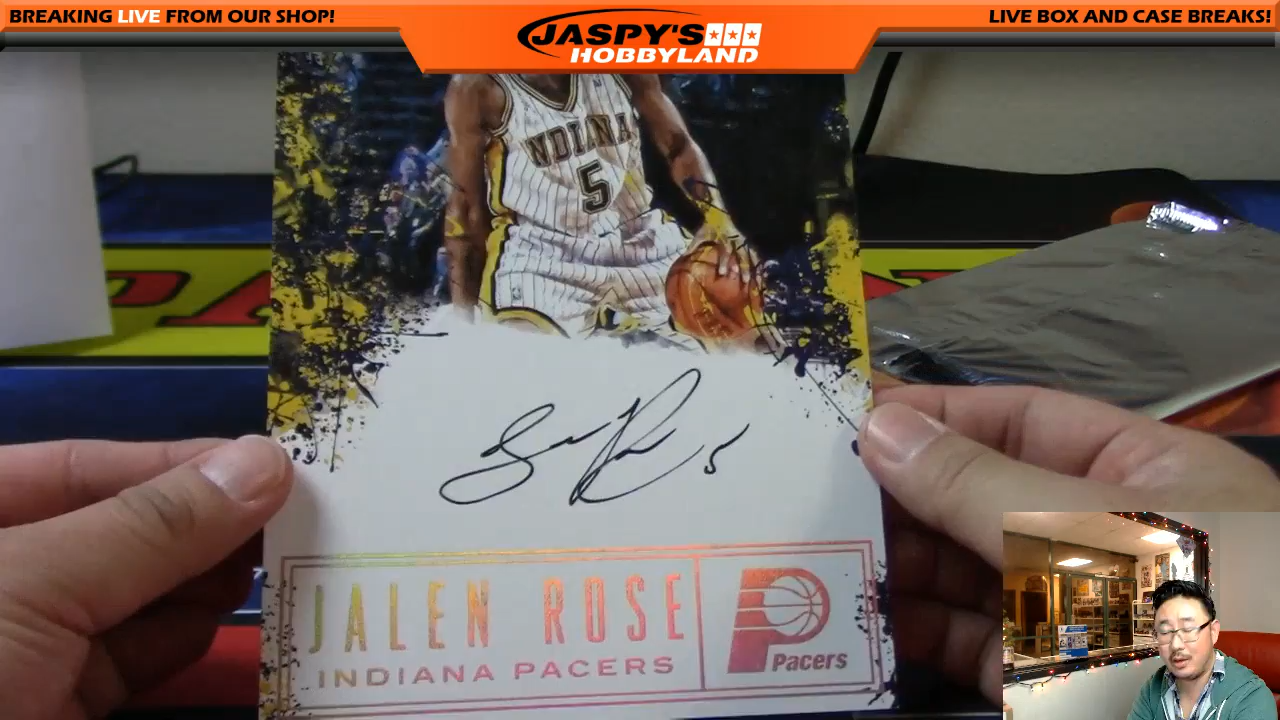 BREAKING LIVE FROM OUR SHOP!
JASPY'S
HOBBYLAND
LIVE BOX AND CASE BREAKS!
INDIANA
5
5
JALEN ROSE
INDIANA PACERS
Pacers